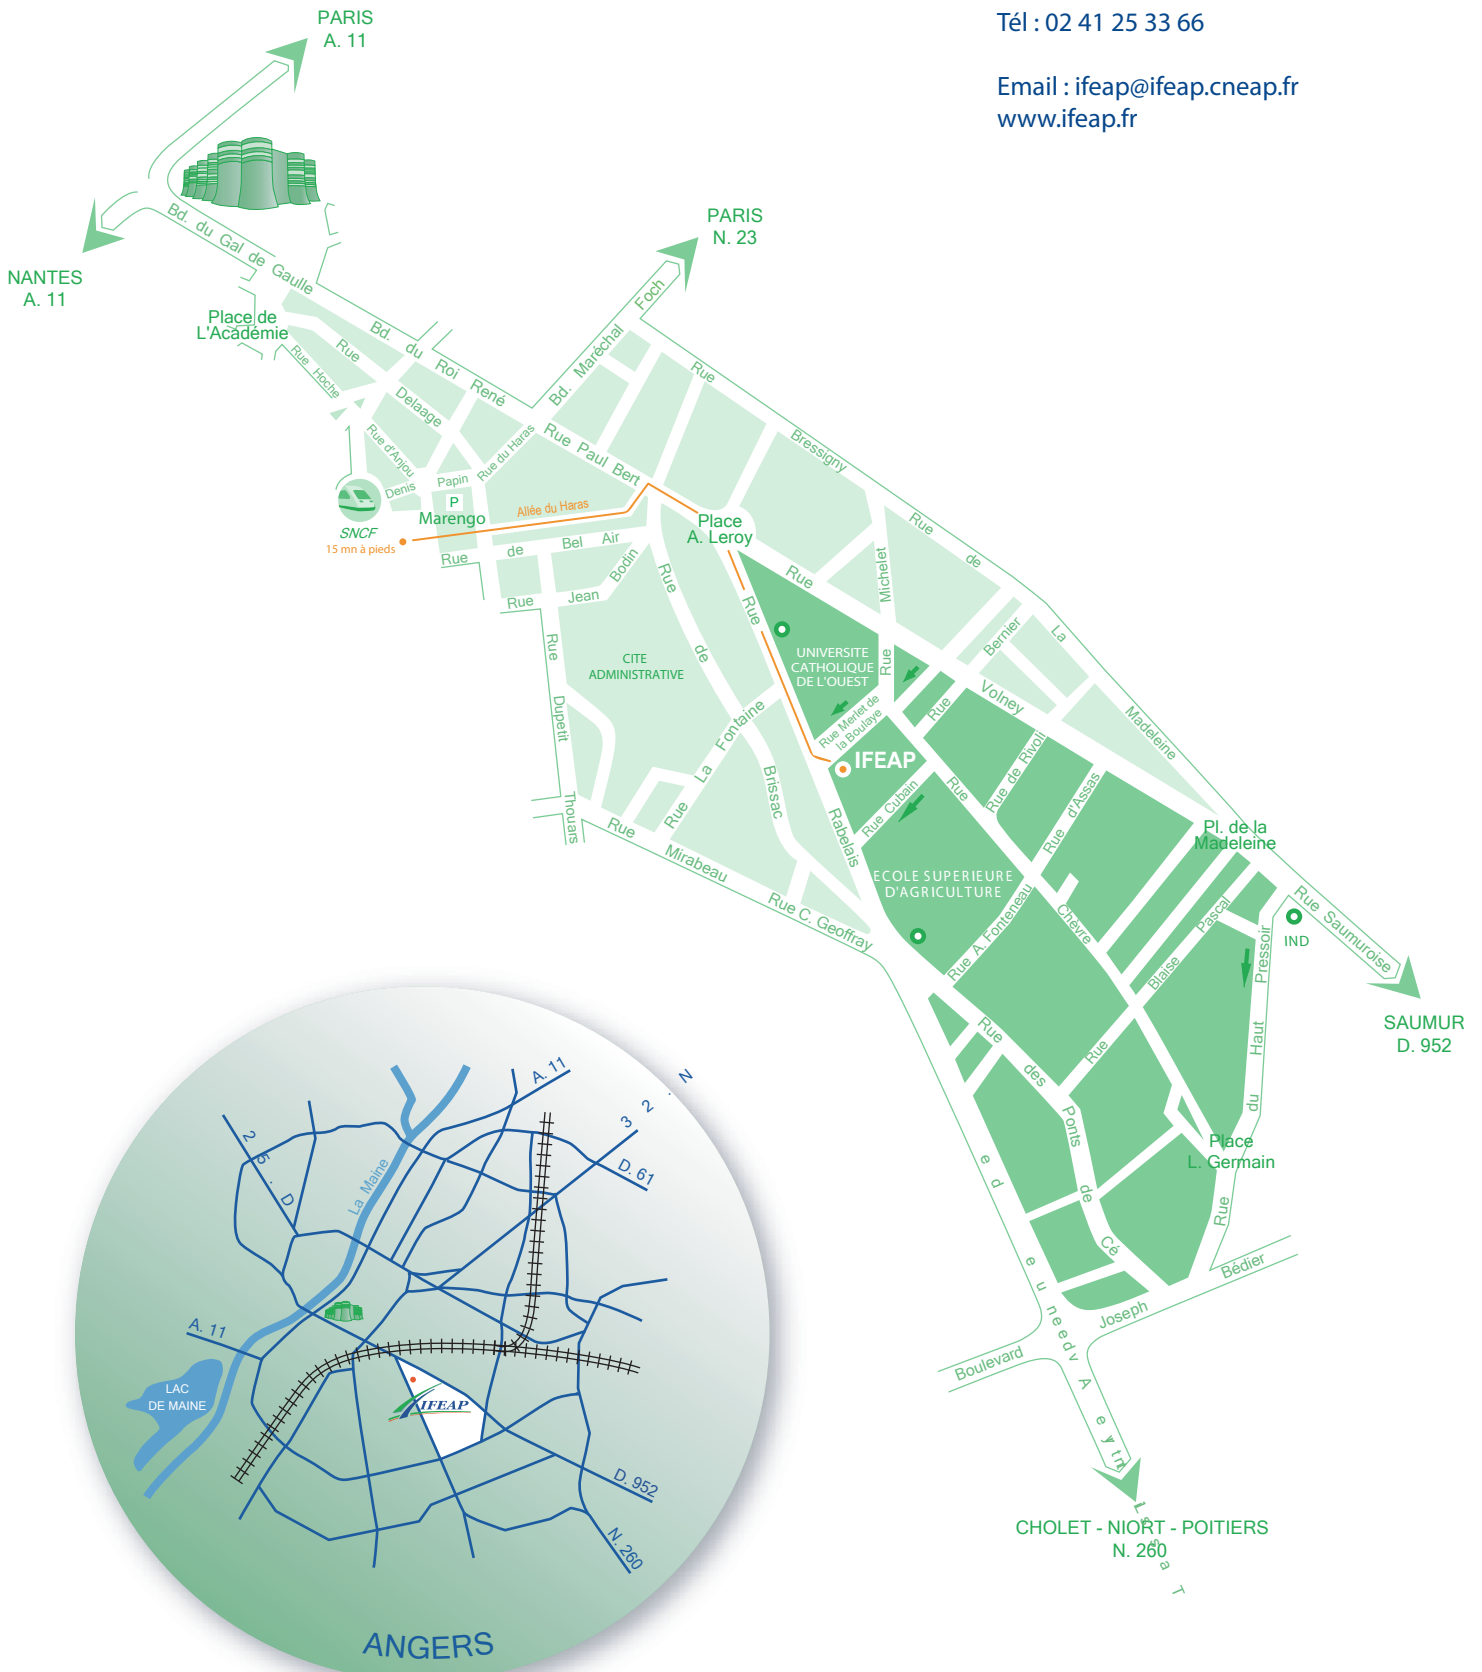 PARIS
A. 11
Tél : 02 41 25 33 66
Email : ifeap@ifeap.cneap.fr
www.ifeap.fr
NANTES
A. 11
Bd. du Gal de Gaulle
PARIS
N. 23
Place de
L'Académie
Bd. du Roi René
Bd. Maréchal Foch
Rue Hoche
Rue Delaage
Rue d'Anjou
Denis Papin
Rue du Haras
Rue Paul Bert
Rue Bressigny
P
Marengo
Allée du Haras
SNCF
15 mn à pieds
Place
A. Leroy
Rue de Bel Air
Rue Jean Bodin
Rue Michelet
Rue de La Madeleine
Rue Volney
Bernier
CITE
ADMINISTRATIVE
UNIVERSITE
CATHOLIQUE
DE L'OUEST
Rue Dupetit Thouars
Rue de Brissac
Rue La Fontaine
Rue Rabelais
Rue Merlet de
la Boulaye
IFEAP
Rue Cubain
Rue
Rue de Rivoli
Rue d'Assas
Rue Chèvre
Pl. de la
Madeleine
Rue Mirabeau
Rue C. Geoffray
ECOLE SUPERIEURE
D'AGRICULTURE
Rue A. Fonteneau
Rue Blaise Pascal
Rue Saumuroise
IND
SAUMUR
D. 952
Rue du Haut Pressoir
Rue des Ponts de Cé
Place
L. Germain
Boulevard Joseph Bédier
e d e u n e e d v A e y t n g i L s s a T
CHOLET - NIORT - POITIERS
N. 260
A. 11
3 2 . N
2 5 . D
D. 61
La Maine
A. 11
LAC
DE MAINE
IFEAP
D. 952
N. 260
ANGERS